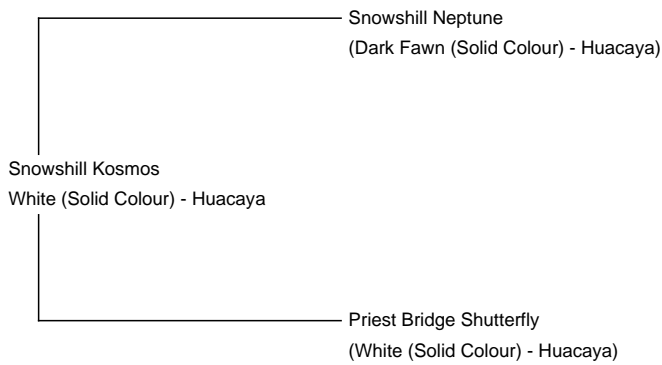 Snowshill Neptune
(Dark Fawn (Solid Colour) - Huacaya)
Snowshill Kosmos
White (Solid Colour) - Huacaya
Priest Bridge Shutterfly
(White (Solid Colour) - Huacaya)